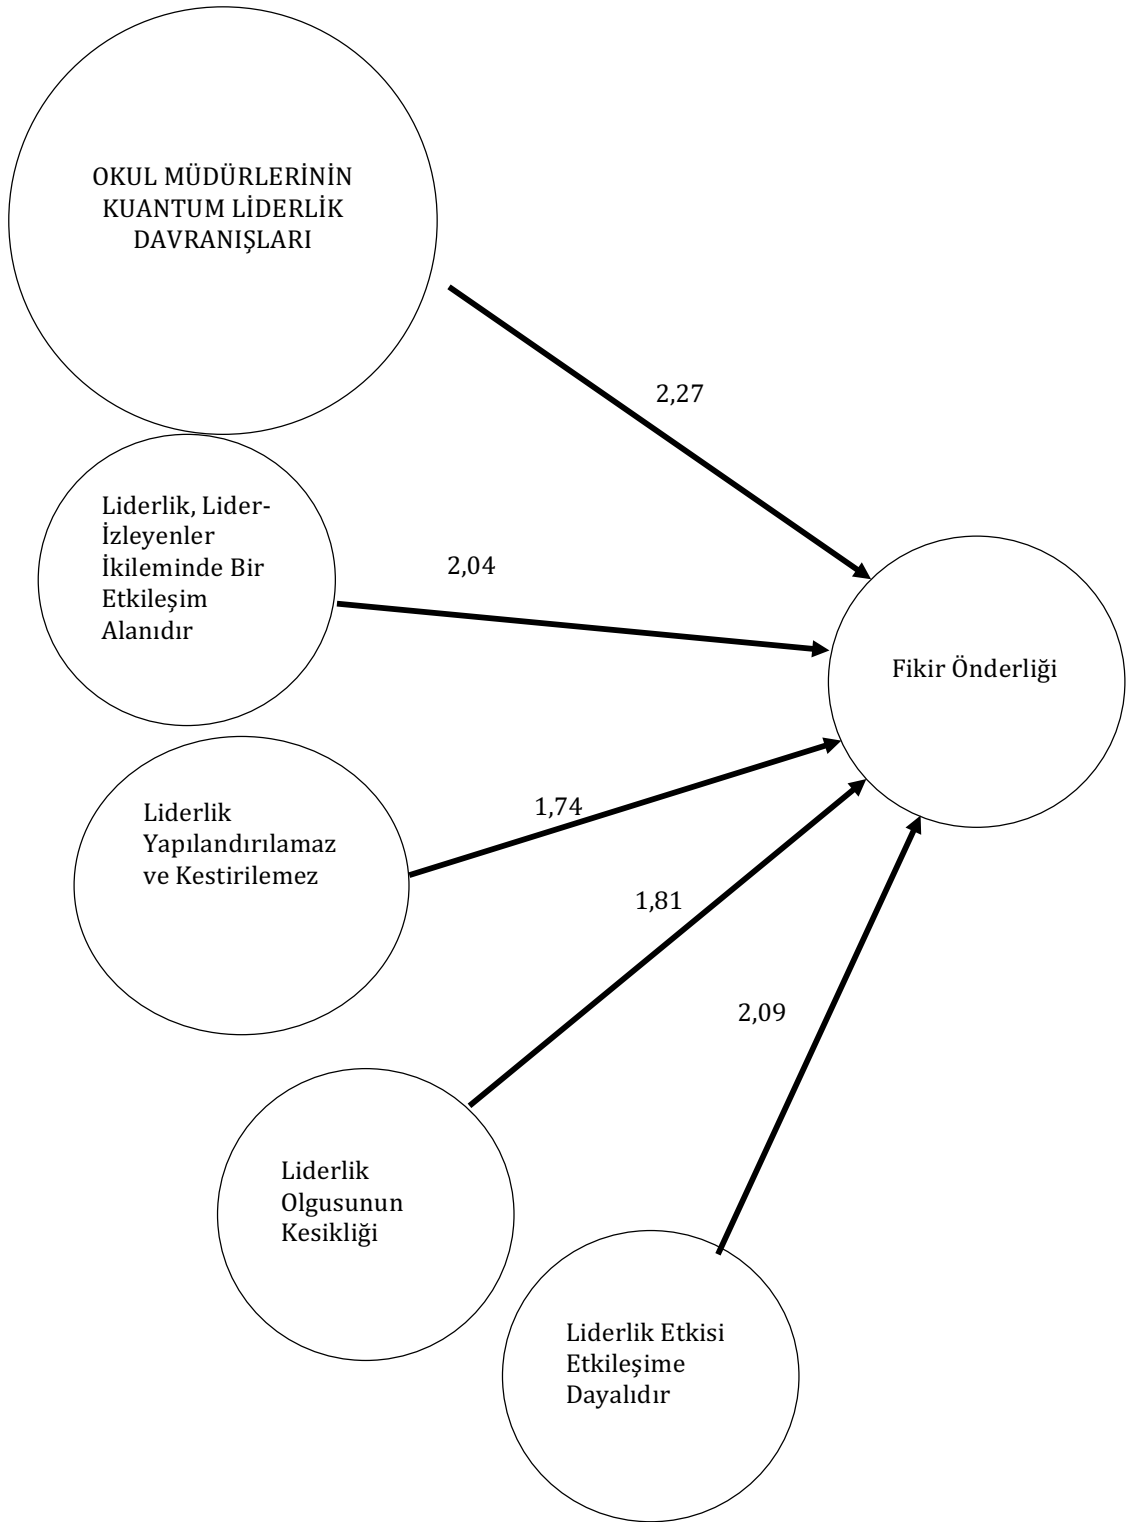 OKUL MÜDÜRLERİNİN
KUANTUM LİDERLİK
DAVRANIŞLARI
2,27
Liderlik, Lider-
İzleyenler
İkileminde Bir
Etkileşim
Alanıdır
2,04
Fikir Önderliği
Liderlik
Yapılandırılamaz
ve Kestirilemez
1,74
1,81
2,09
Liderlik
Olgusunun
Kesikliği
Liderlik Etkisi
Etkileşime
Dayalıdır